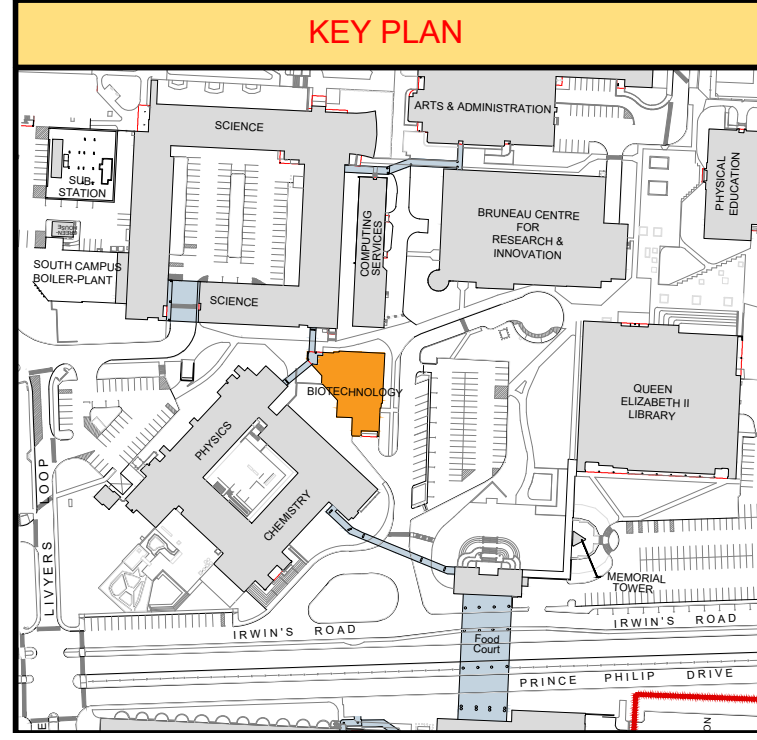 KEY PLAN
ARTS & ADMINISTRATION
SCIENCE
SUB-
STATION
GREEN
HOUSE
SOUTH CAMPUS
BOILER-PLANT
SCIENCE
COMPUTING
SERVICES
BRUNEAU CENTRE
FOR
RESEARCH &
INNOVATION
PHYSICAL
EDUCATION
BIOTECHNOLOGY
QUEEN
ELIZABETH II
LIBRARY
PHYSICS
CHEMISTRY
LIVYERS LOOP
MEMORIAL
TOWER
IRWIN'S ROAD
Food
Court
IRWIN'S ROAD
PRINCE PHILIP DRIVE